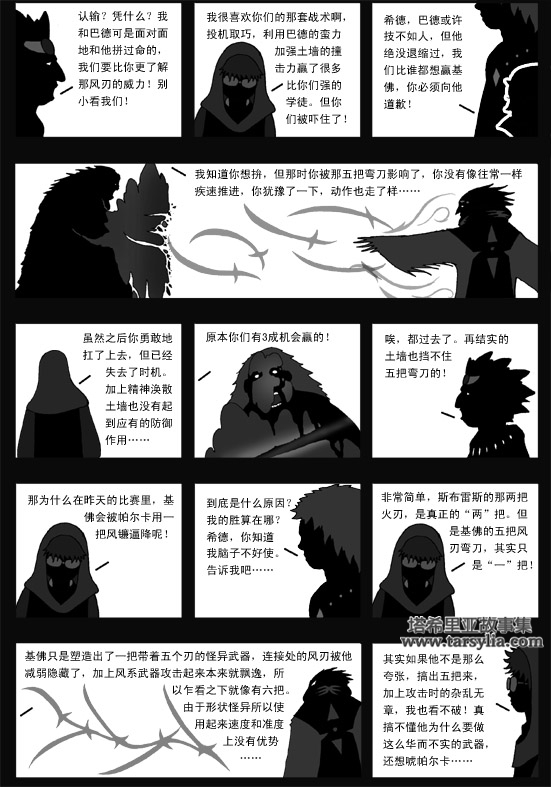 认输？凭什么？我
和巴德可是面对面
地和他拼过命的，
我们要比你更了解
那风刃的威力！别
小看我们！
我很喜欢你们的那套战术啊，
投机取巧，利用巴德的蛮力
加强土墙的撞
击力赢了很多
比你们强的
学徒。但你
们被吓住了！
希德，巴德或许
技不如人，但他
绝没退缩过，我
们比谁都想赢基
佛，你必须向他
道歉！
我知道你想拚，但那时你被那五把弯刀影响了，你没有像往常一样
疾速推进，你犹豫了一下，动作也走了样……
虽然之后你勇敢地
扛了上去，但已经
失去了时机。
加上精神涣散
土墙也没有起
到应有的防御
作用……
原本你们有3成机会赢的！
唉，都过去了。再结实的
土墙也挡不住
五把弯刀的！
那为什么在昨天的比赛里，基
佛会被帕尔卡用一
把风镰逼降呢！
到底是什么原因？
我的胜算在哪？
希德，你知道
我脑子不好使。
告诉我吧……
非常简单，斯布雷斯的那两把
火刃，是真正的“两”把。但
是基佛的五把风
刃弯刀，其实只
是“一”把！
塔希里亚故事集
www.tarsylia.com
基佛只是塑造出了一把带着五个刃的怪异武器，连接处的风刃被他
减弱隐藏了，加上风系武器攻击起来本来就飘逸，所
以乍看之下就像有六把。
由于形状怪异所以使
用起来速度和准度
上没有优势
……
其实如果他不是那么
夸张，搞出五把来，
加上攻击时的杂乱无
章，我也看不破！真
搞不懂他为什么要做
这么华而不实的武器，
还想唬帕尔卡……